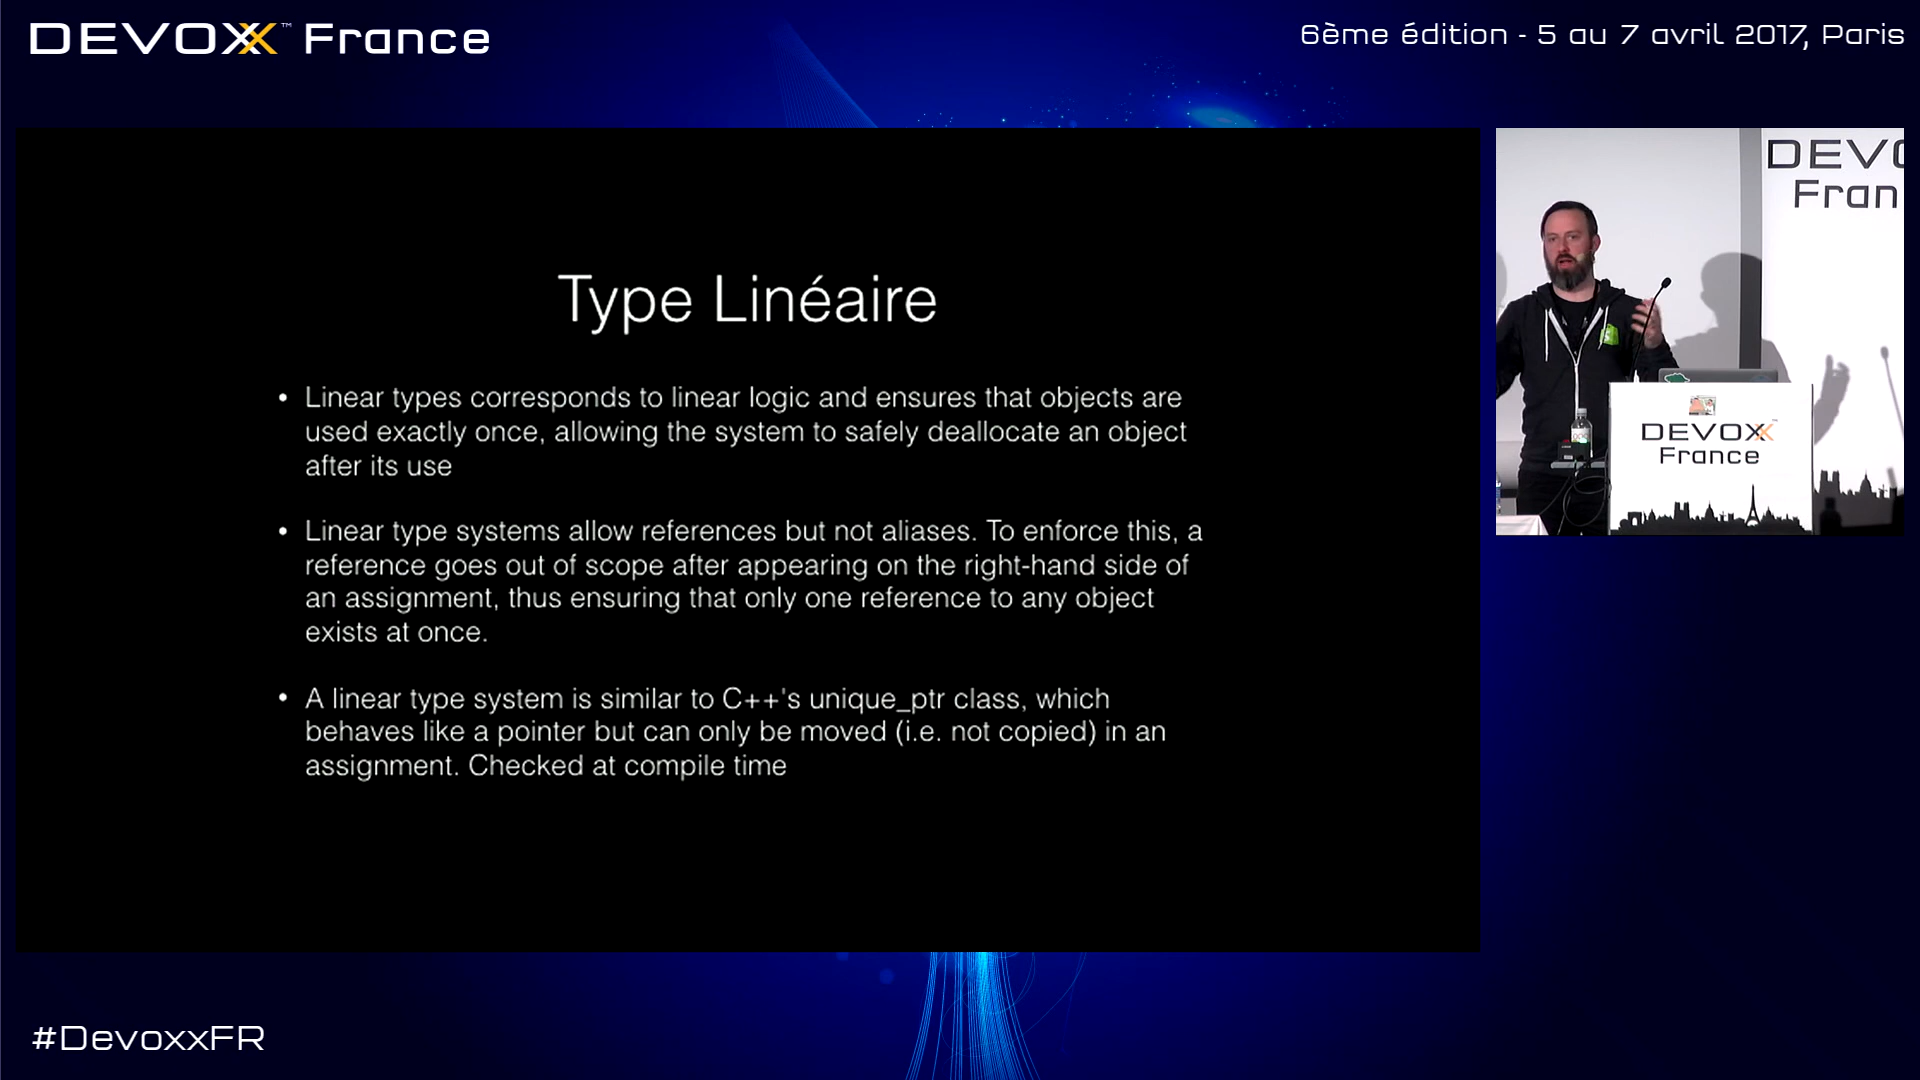 DEVOXX™ France
6ème édition - 5 au 7 avril 2017, Paris
Type Linéaire
• Linear types corresponds to linear logic and ensures that objects are
used exactly once, allowing the system to safely deallocate an object
after its use
• Linear type systems allow references but not aliases. To enforce this, a
reference goes out of scope after appearing on the right-hand side of
an assignment, thus ensuring that only one reference to any object
exists at once.
• A linear type system is similar to C++'s unique_ptr class, which
behaves like a pointer but can only be moved (i.e. not copied) in an
assignment. Checked at compile time
DEVO
Fran
DEVOXX
France
#DevoxxFR